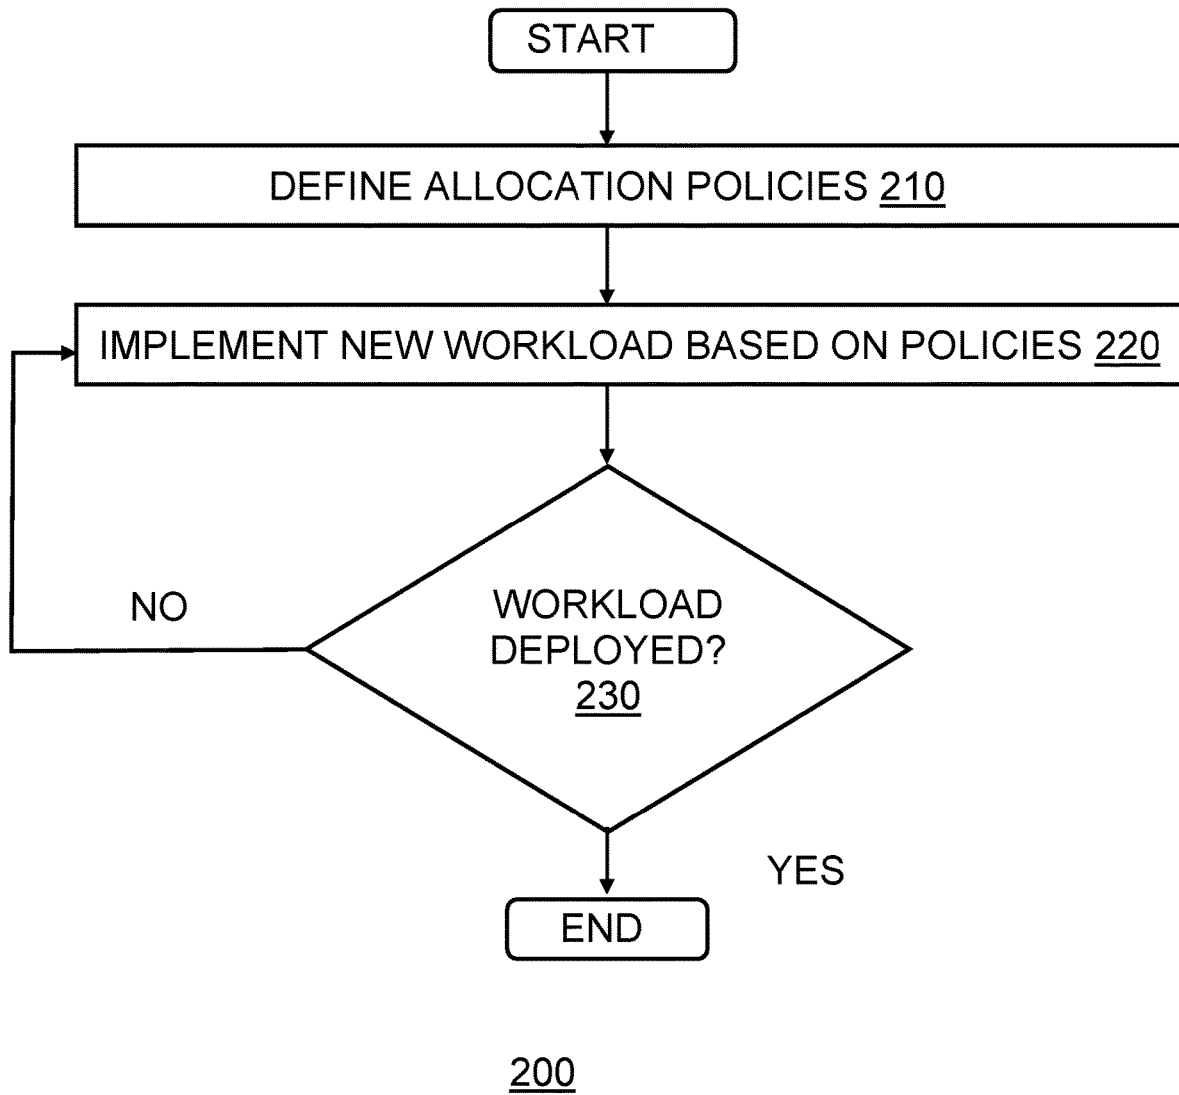 START
DEFINE ALLOCATION POLICIES 210
IMPLEMENT NEW WORKLOAD BASED ON POLICIES 220
NO
WORKLOAD
DEPLOYED?
230
YES
END
200